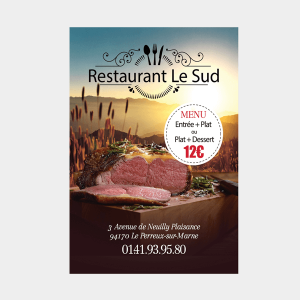 Restaurant Le Sud
MENU
Entrée + Plat
ou
Plat + Dessert
12€
3 Avenue de Neuilly Plaisance
94170 Le Perreux-sur-Marne
0141.93.95.80